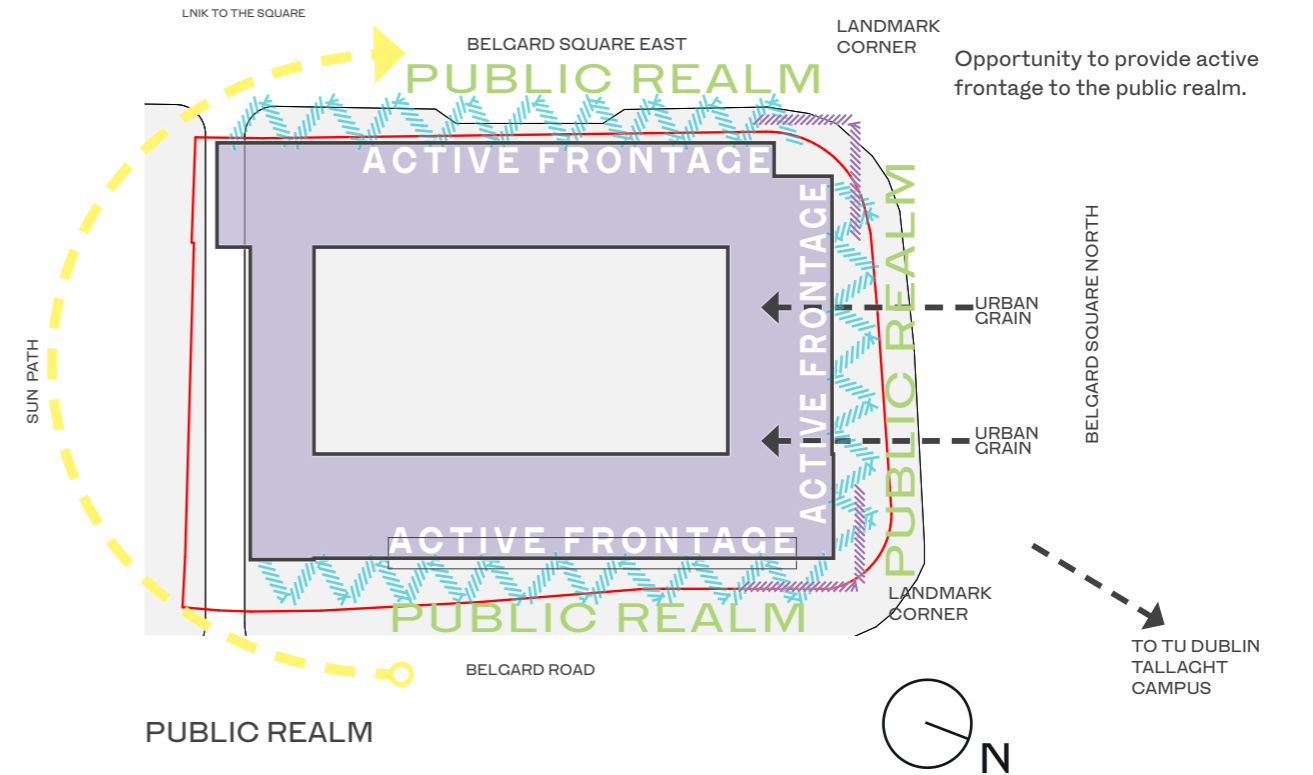 LNIK TO THE SQUARE
BELGARD SQUARE EAST
LANDMARK
CORNER
Opportunity to provide active
frontage to the public realm.
PUBLIC REALM
ACTIVE FRONTAGE
ACTIVE FRONTAGE
PUBLIC REALM
BELGARD SQUARE NORTH
URBAN
GRAIN
URBAN
GRAIN
SUN PATH
ACTIVE FRONTAGE
PUBLIC REALM
LANDMARK
CORNER
TO TU DUBLIN
TALLAGHT
CAMPUS
BELGARD ROAD
PUBLIC REALM
N